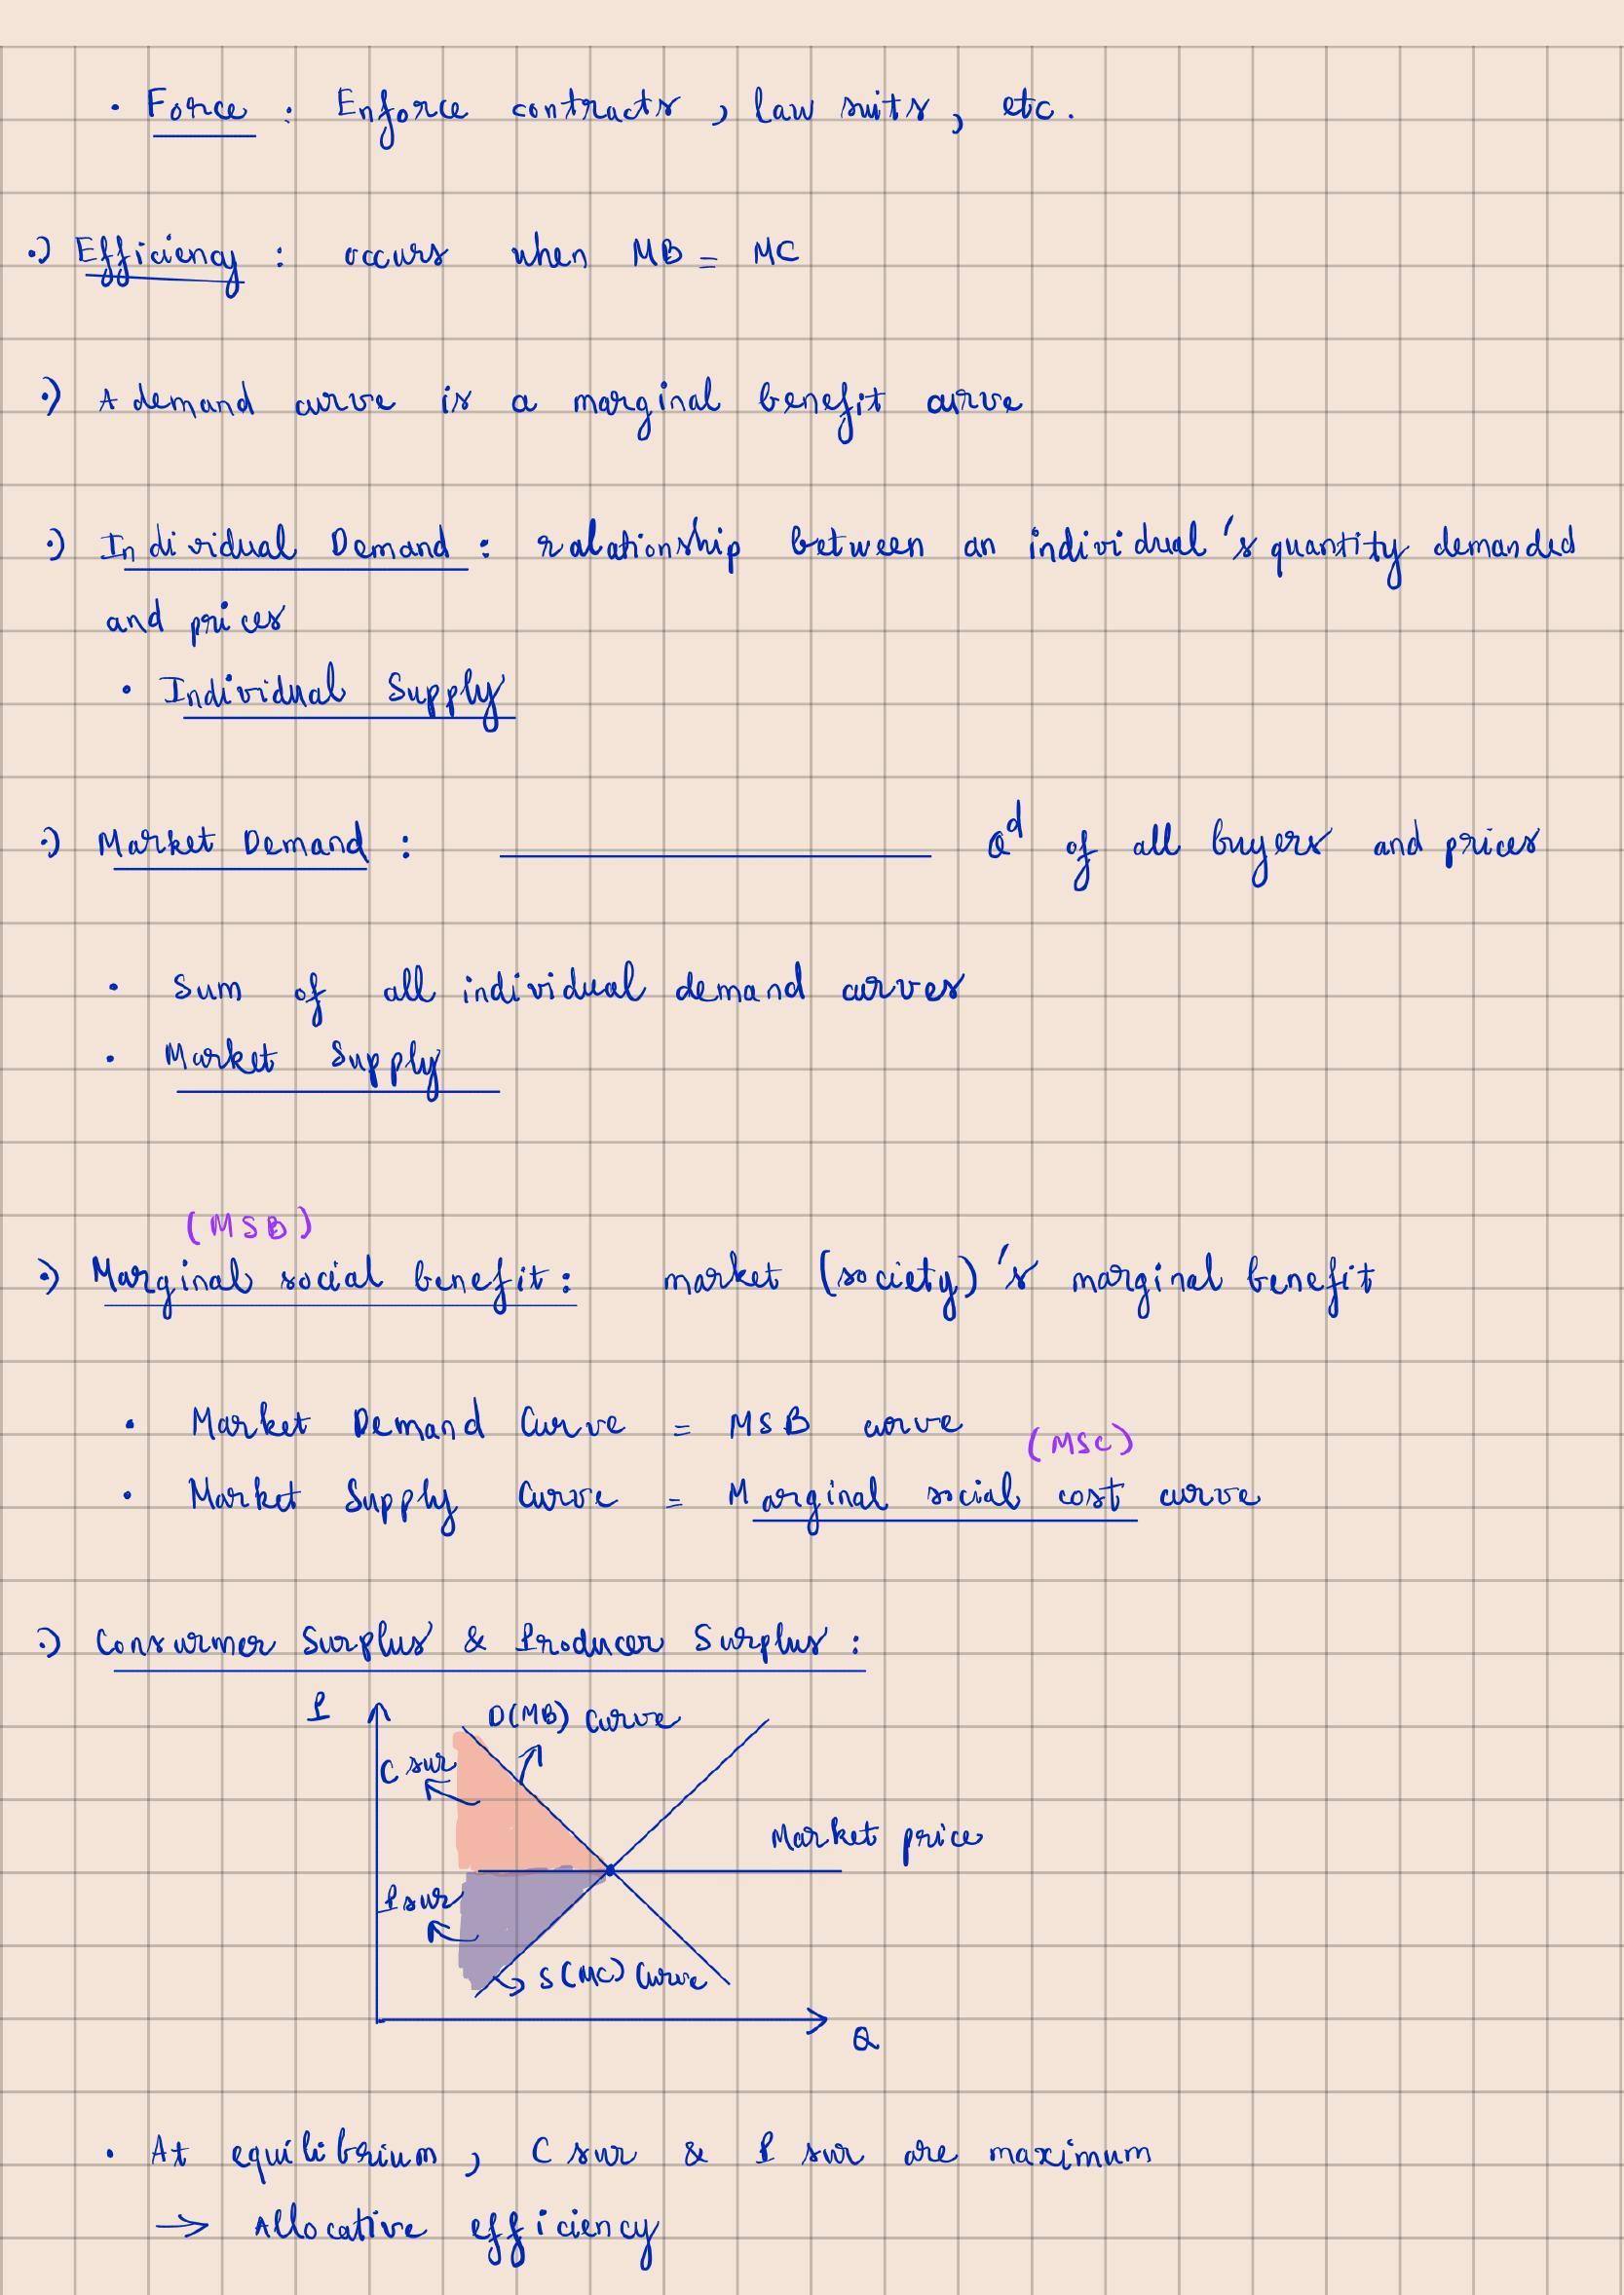 • Force : Enforce contracts , law suits , etc.
•) Efficiency : occurs when MB = MC
•) A demand curve is a marginal benefit curve
•) Individual Demand : relationship between an individual's quantity demanded
and prices
• Individual Supply
•) Market Demand : ―――――――― Qᵈ of all buyers and prices
• Sum of all individual demand curves
• Market Supply
(MSB)
•) Marginal social benefit : market (society)'s marginal benefit
• Market Demand Curve = MSB curve
(MSC)
• Market Supply Curve = Marginal social cost curve
•) Consumer Surplus & Producer Surplus :
P
D(MB) Curve
C sur
Market price
P sur
S(MC) Curve
Q
• At equilibrium , C sur & P sur are maximum
→ Allocative efficiency